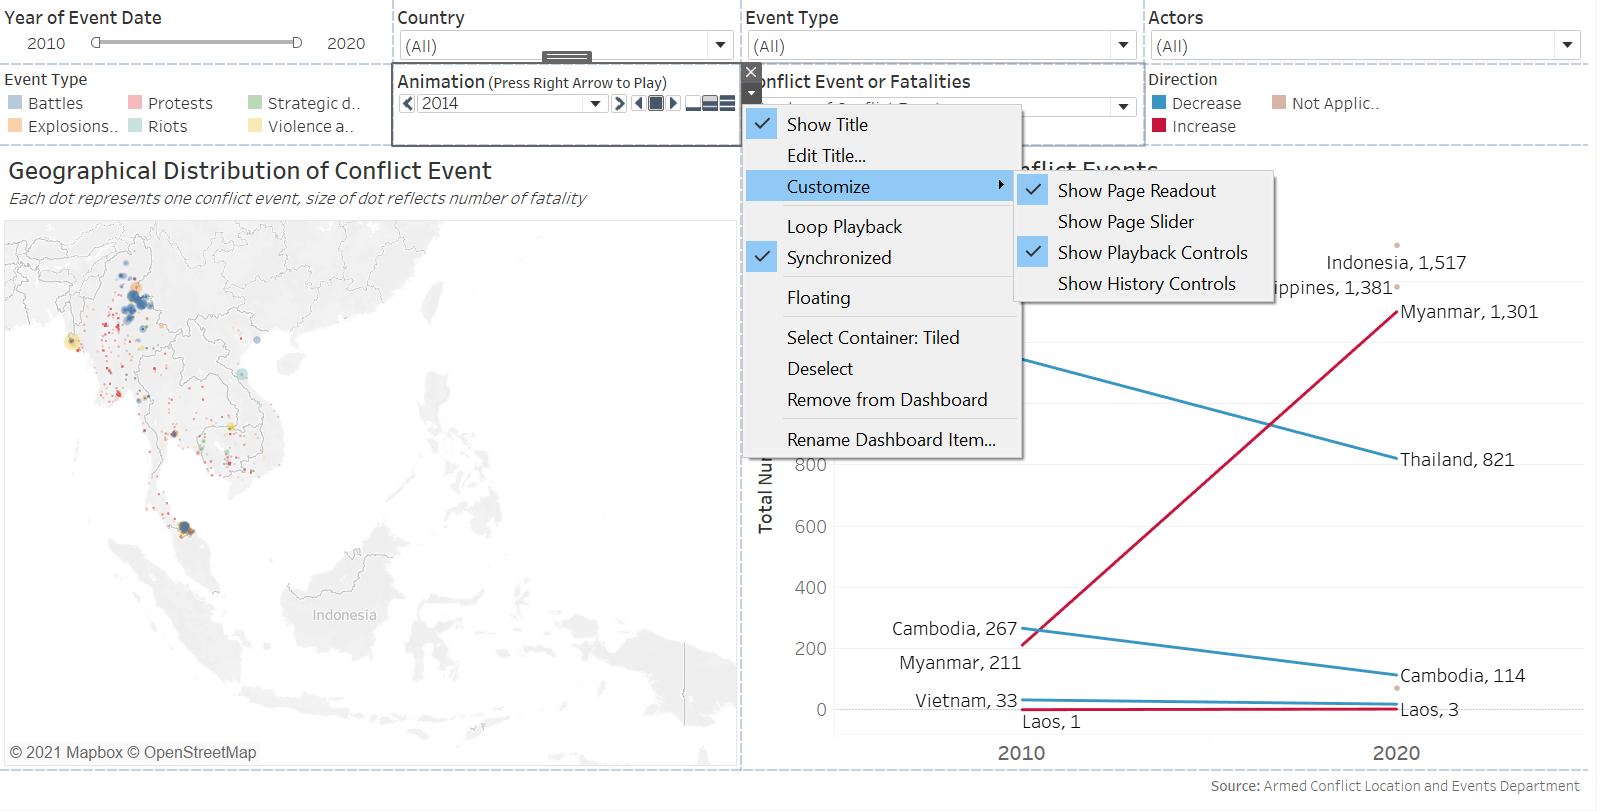 Year of Event Date
2010
2020
Country
(All)
Event Type
(All)
Actors
(All)
Event Type
Battles
Protests
Strategic d..
Explosions..
Riots
Violence a..
Animation (Press Right Arrow to Play)
2014
onflict Event or Fatalities
Direction
Decrease
Not Applic..
Increase
Show Title
Edit Title...
Customize
Loop Playback
Synchronized
Floating
Select Container: Tiled
Deselect
Remove from Dashboard
Rename Dashboard Item...
Show Page Readout
Show Page Slider
Show Playback Controls
Show History Controls
Geographical Distribution of Conflict Event
Each dot represents one conflict event, size of dot reflects number of fatality
Indonesia
© 2021 Mapbox © OpenStreetMap
nflict Events
Indonesia, 1,517
ippines, 1,381
Myanmar, 1,301
Thailand, 821
Total Nu
800
600
400
200
0
Cambodia, 267
Myanmar, 211
Vietnam, 33
Laos, 1
Cambodia, 114
Laos, 3
2010
2020
Source: Armed Conflict Location and Events Department